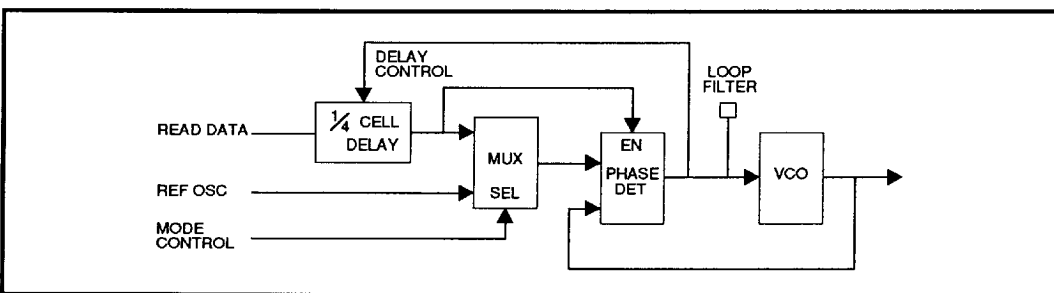 DELAY
CONTROL
LOOP
FILTER
1/4 CELL
DELAY
READ DATA
EN
MUX
PHASE
DET
VCO
REF OSC
SEL
MODE
CONTROL